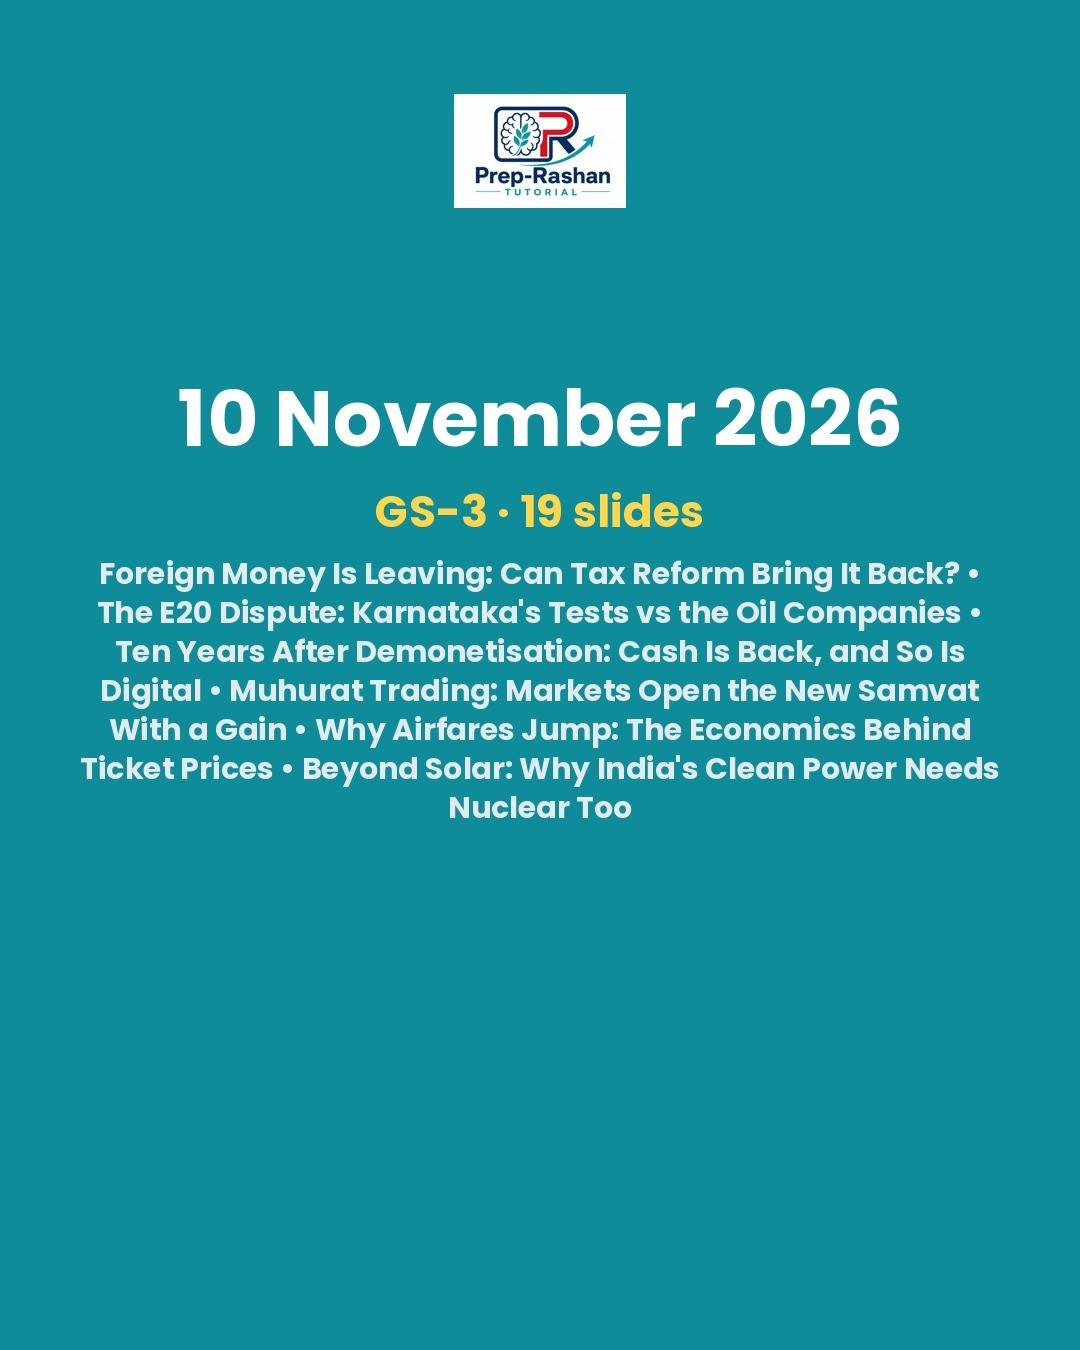 Prep-Rashan
TUTORIAL
10 November 2026
GS-3 · 19 slides
Foreign Money Is Leaving: Can Tax Reform Bring It Back? •
The E20 Dispute: Karnataka's Tests vs the Oil Companies •
Ten Years After Demonetisation: Cash Is Back, and So Is
Digital • Muhurat Trading: Markets Open the New Samvat
With a Gain • Why Airfares Jump: The Economics Behind
Ticket Prices • Beyond Solar: Why India's Clean Power Needs
Nuclear Too